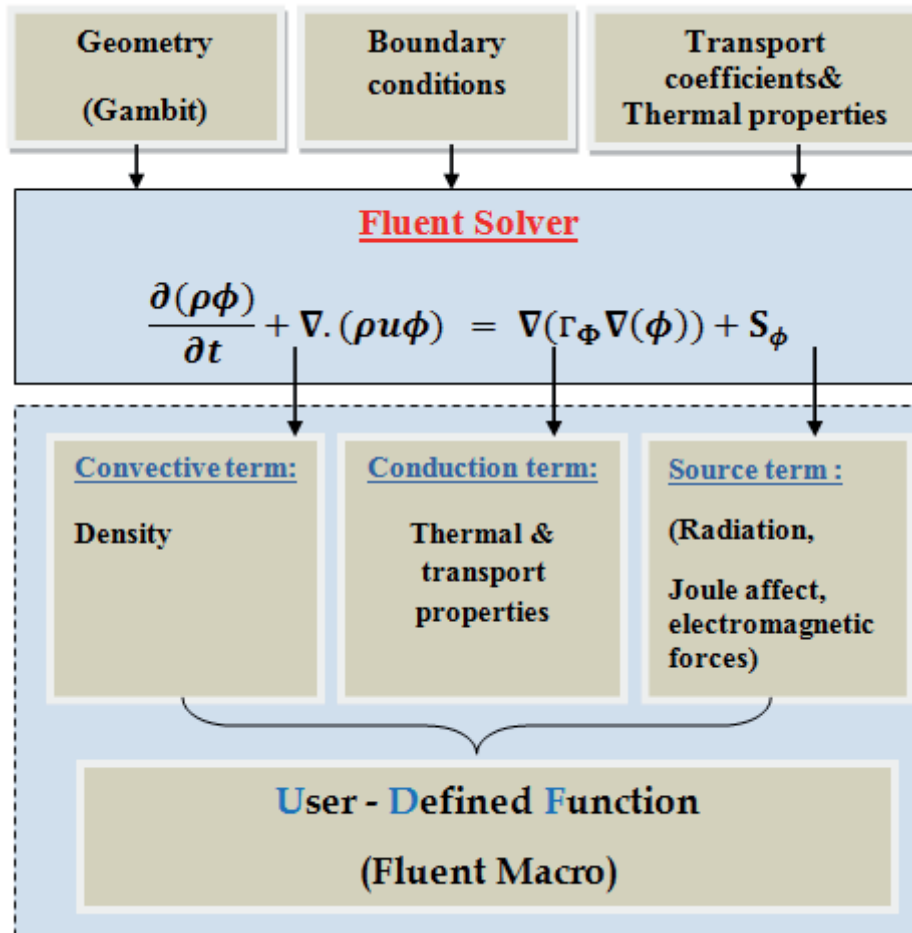 Geometry
(Gambit)
Boundary
conditions
Transport
coefficients&
Thermal properties
Fluent Solver
∂(ρϕ)/∂t + ∇.(ρuϕ) = ∇(Γ_Φ∇(ϕ)) + S_ϕ
Convective term:
Density
Conduction term:
Thermal &
transport
properties
Source term :
(Radiation,
Joule affect,
electromagnetic
forces)
User - Defined Function
(Fluent Macro)